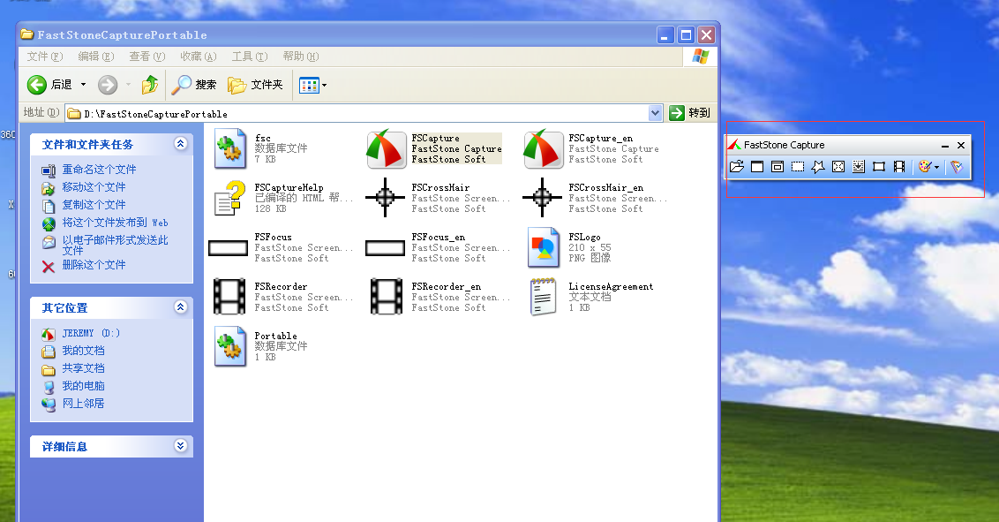 FastStoneCapturePortable
文件(F) 编辑(E) 查看(V) 收藏(A) 工具(T) 帮助(H)
后退 搜索 文件夹
地址(D) D:\FastStoneCapturePortable 转到
文件和文件夹任务
重命名这个文件
移动这个文件
复制这个文件
将这个文件发布到 Web
以电子邮件形式发送此
文件
删除这个文件
其它位置
JEREMY (D:)
我的文档
共享文档
我的电脑
网上邻居
详细信息
fsc
数据库文件
7 KB
FSCapture
FastStone Capture
FastStone Soft
FSCapture_en
FastStone Capture
FastStone Soft
FSCaptureHelp
已编译的 HTML 帮...
128 KB
FSCrossHair
FastStone Screen...
FastStone Soft
FSCrossHair_en
FastStone Screen...
FastStone Soft
FSFocus
FastStone Screen...
FastStone Soft
FSFocus_en
FastStone Screen...
FastStone Soft
FSLogo
210 x 55
PNG 图像
FSRecorder
FastStone Screen...
FastStone Soft
FSRecorder_en
FastStone Screen...
FastStone Soft
LicenseAgreement
文本文档
1 KB
Portable
数据库文件
1 KB
FastStone Capture
360